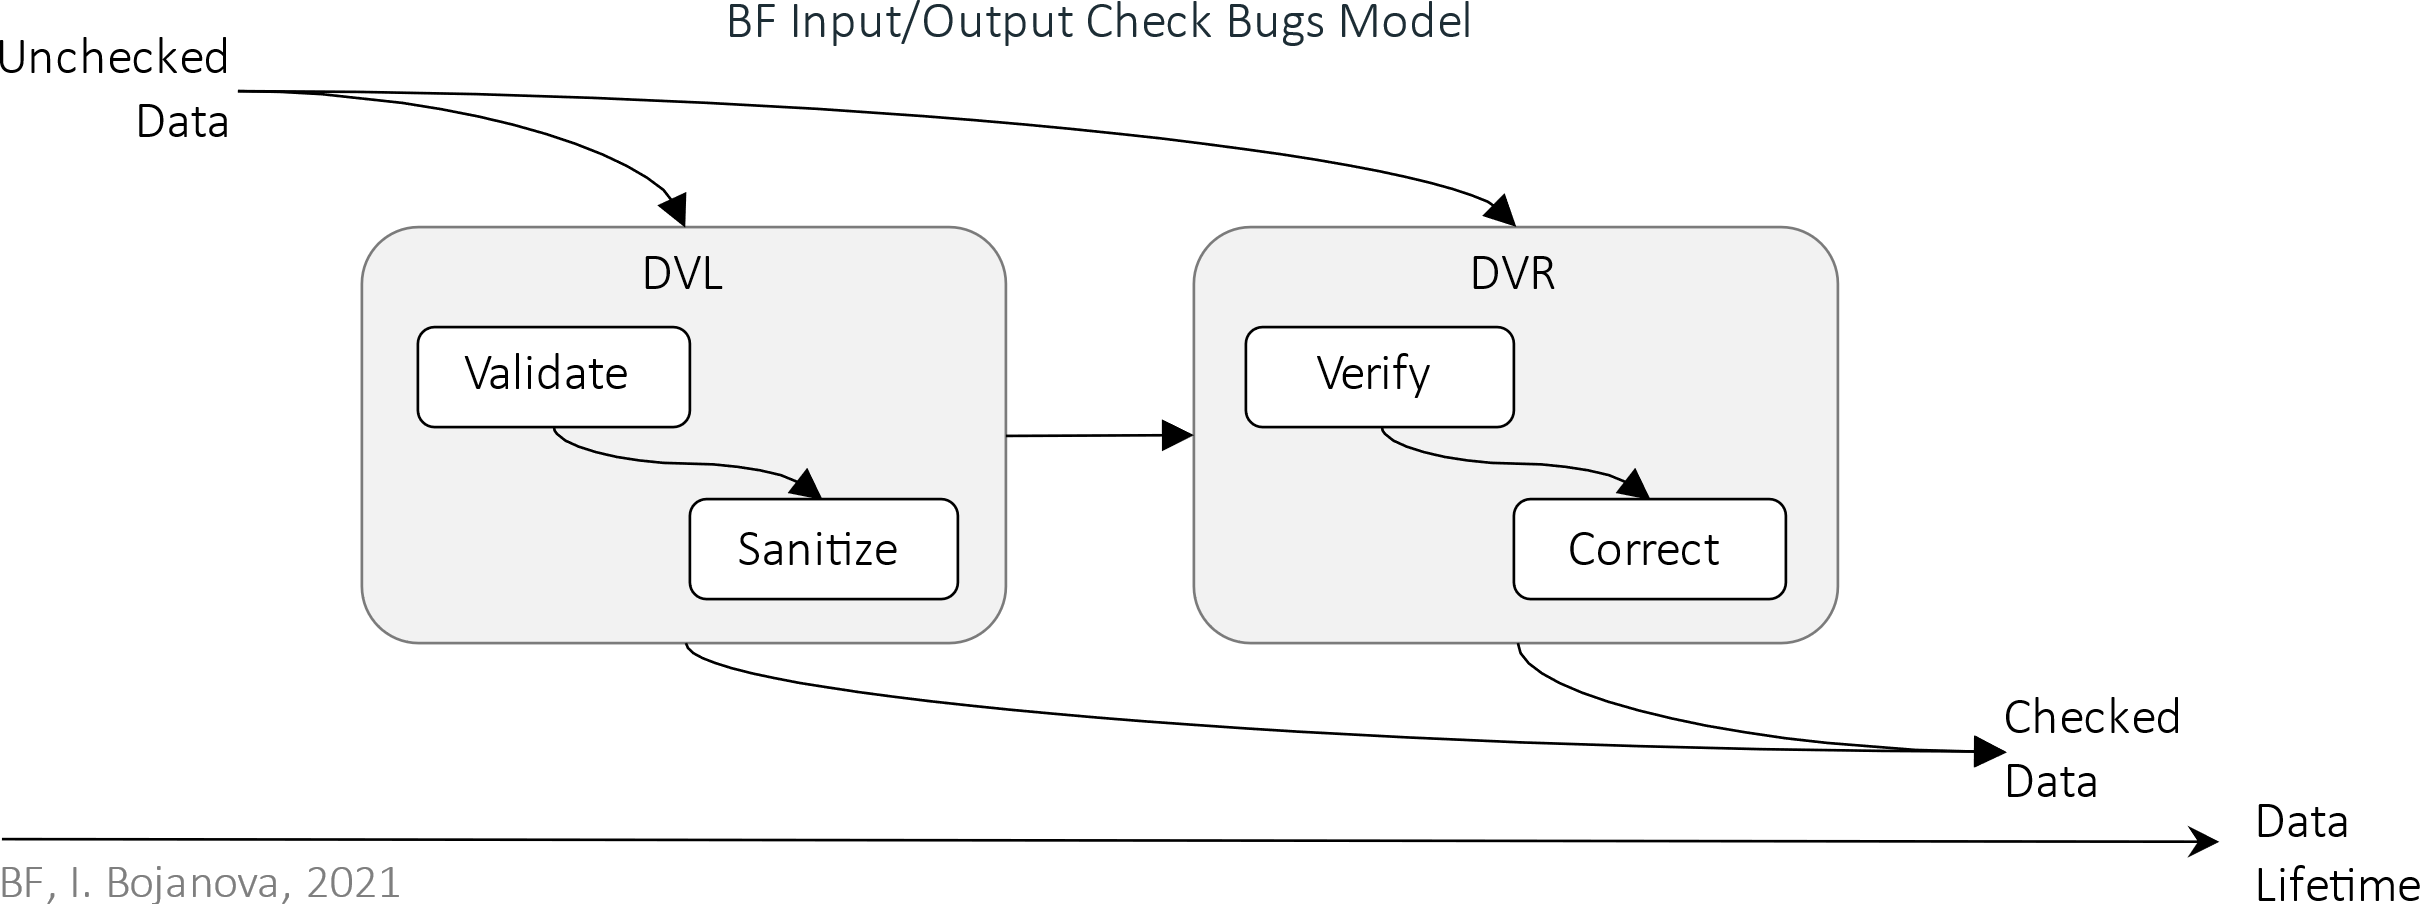 BF Input/Output Check Bugs Model
Unchecked
Data
DVL
Validate
Sanitize
DVR
Verify
Correct
Checked
Data
Data
Lifetime
BF, I. Bojanova, 2021